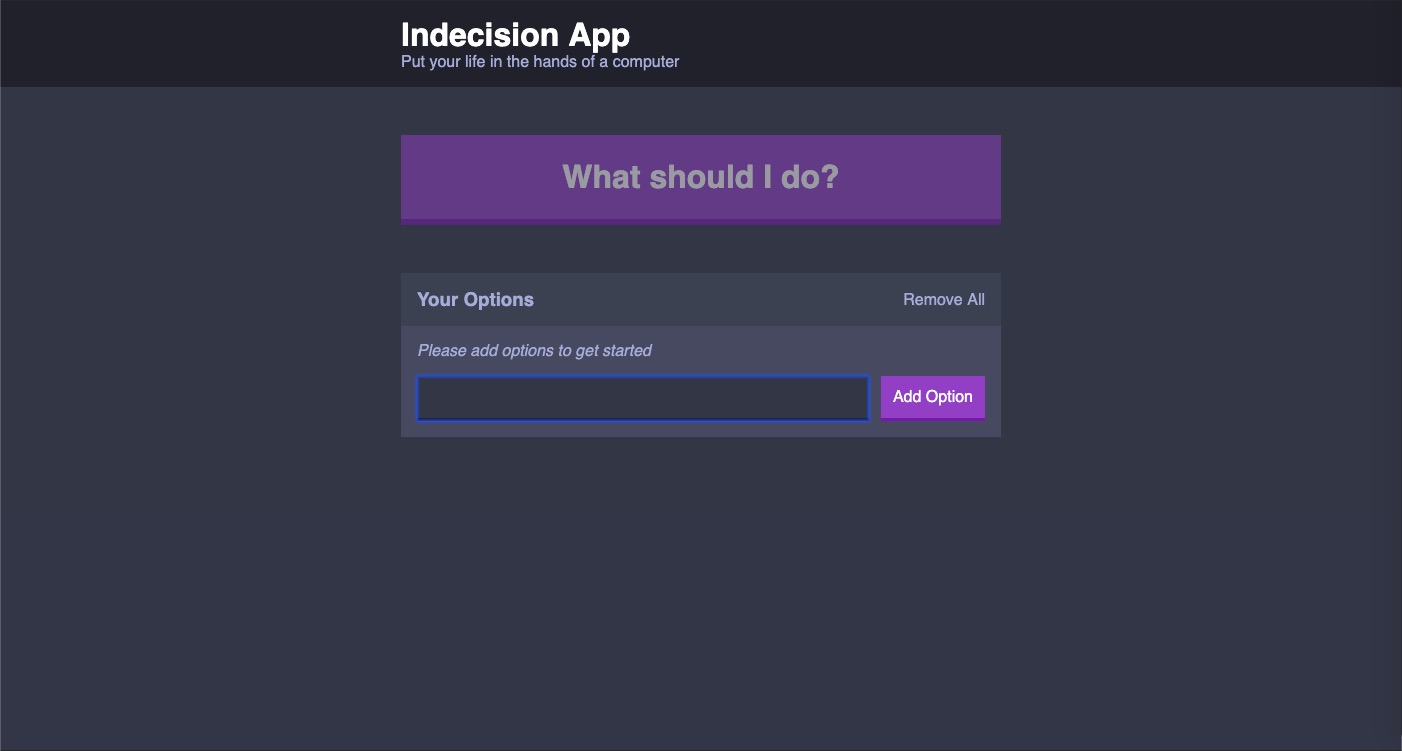 Indecision App
Put your life in the hands of a computer
What should I do?
Your Options
Remove All
Please add options to get started
Add Option